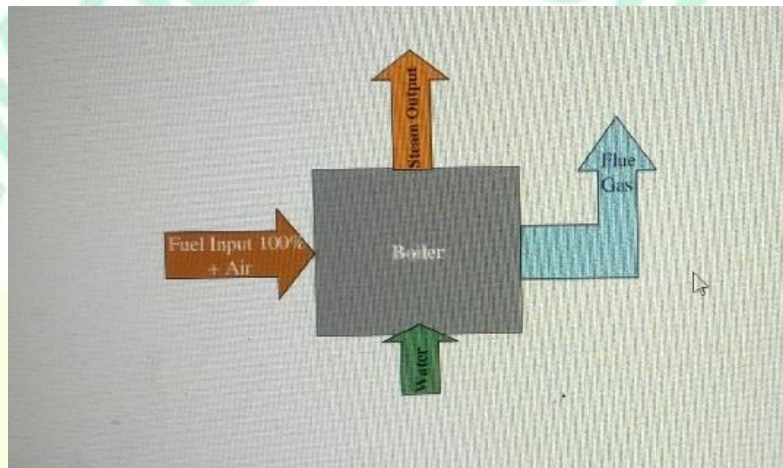 Steam Output
Flue
Gas
Fuel Input 100%
+ Air
Boiler
Water